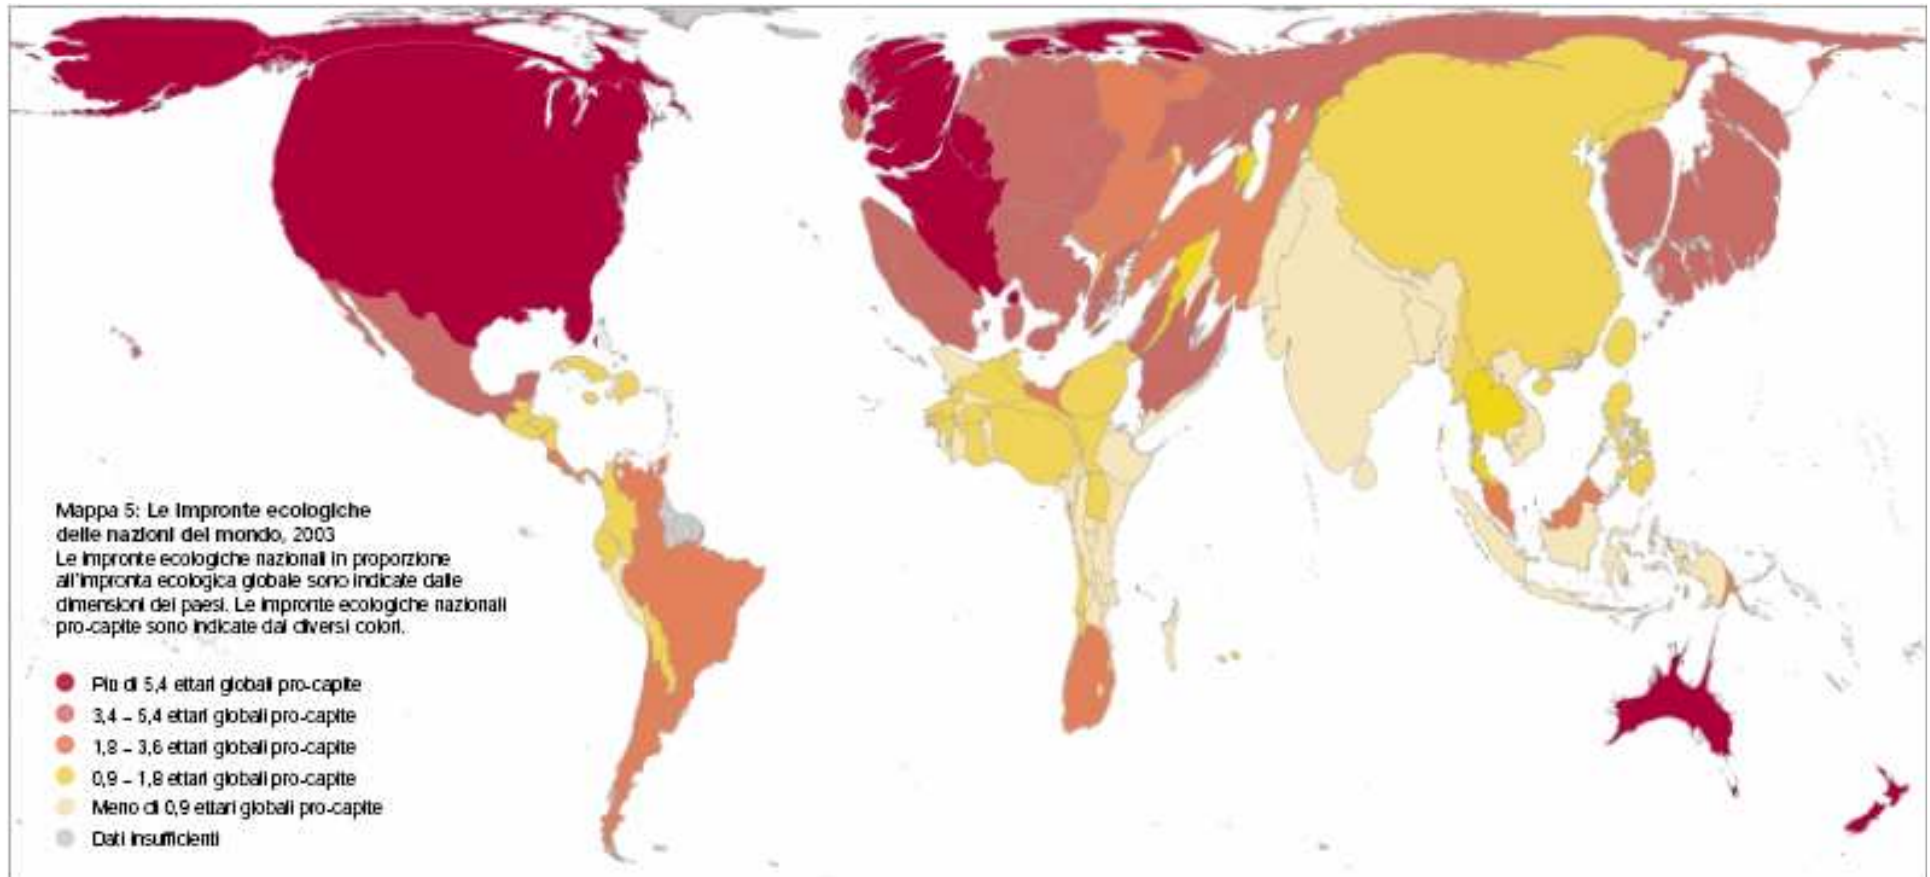 Mappa 5: Le impronte ecologiche
delle nazioni del mondo, 2003
Le impronte ecologiche nazionali in proporzione
all'impronta ecologica globale sono indicate dalle
dimensioni dei paesi. Le impronte ecologiche nazionali
pro-capite sono indicate dai diversi colori.
Più di 5,4 ettari globali pro-capite
3,4 – 5,4 ettari globali pro-capite
1,8 – 3,6 ettari globali pro-capite
0,9 – 1,8 ettari globali pro-capite
Meno di 0,9 ettari globali pro-capite
Dati insufficienti